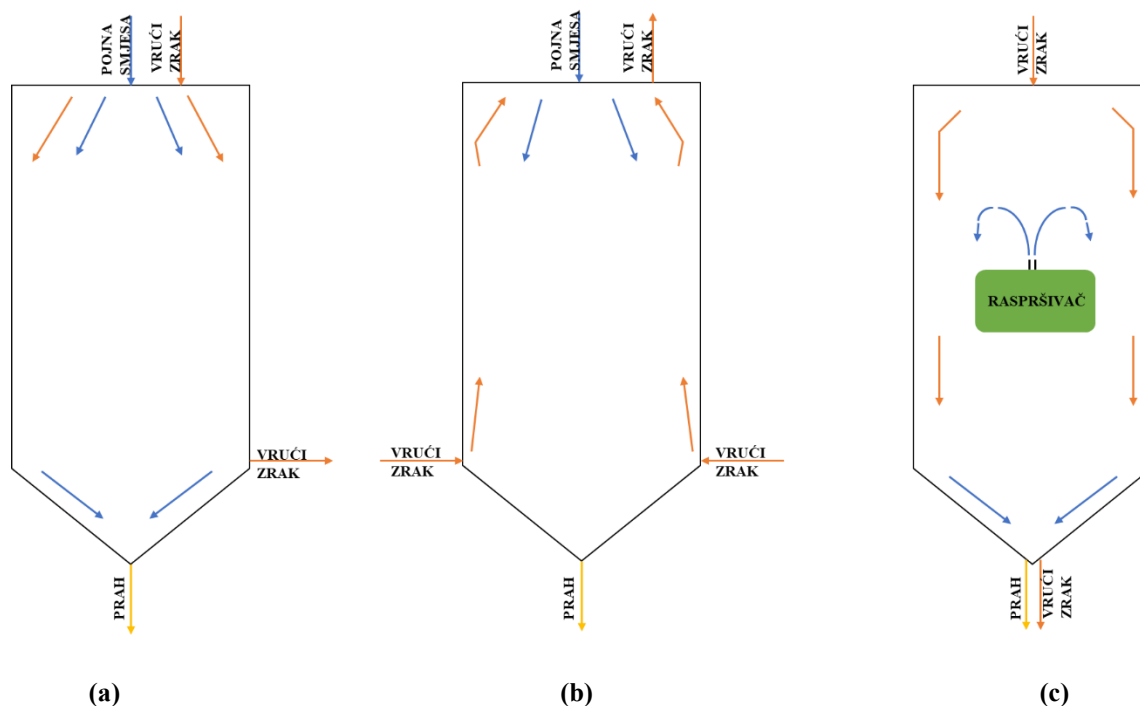 POJNA
SMJESA
VRUĆI
ZRAK
VRUĆI
ZRAK
PRAH
(a)
POJNA
SMJESA
VRUĆI
ZRAK
VRUĆI
ZRAK
VRUĆI
ZRAK
PRAH
(b)
VRUĆI
ZRAK
RASPRŠIVAČ
PRAH
VRUĆI
ZRAK
(c)